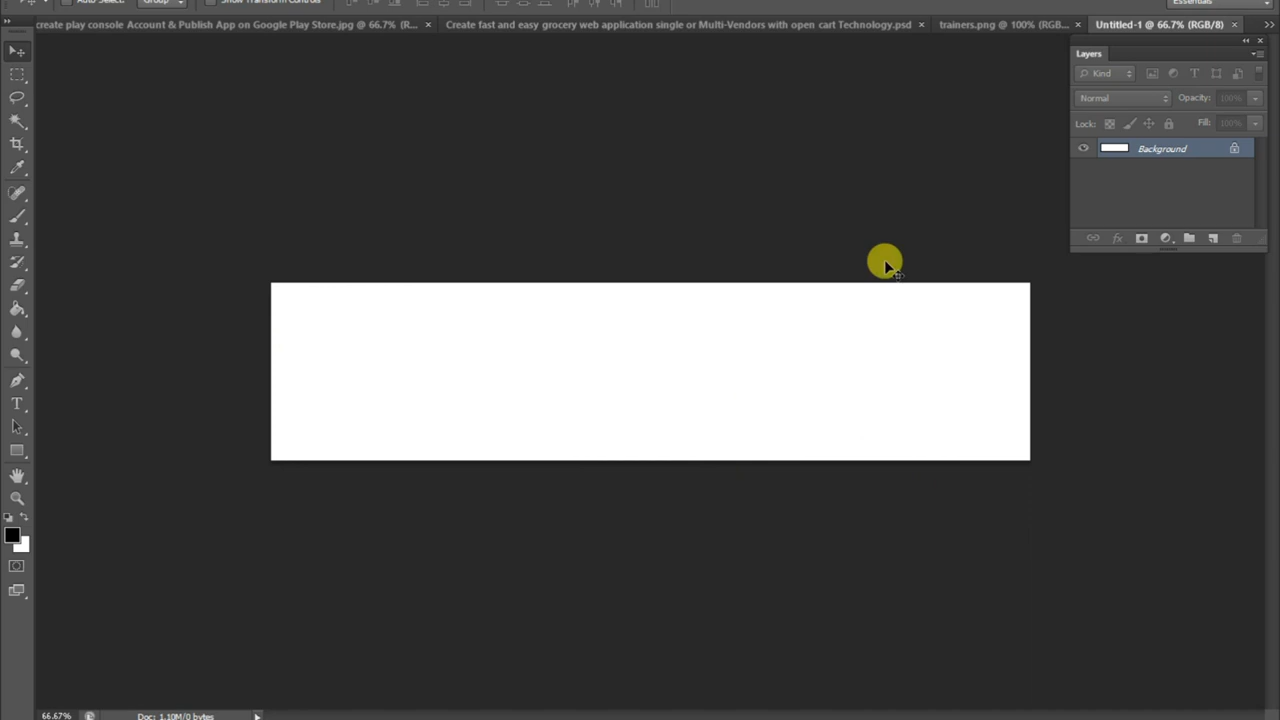 Auto Select: Group Show Transform Controls Essentials
create play console Account & Publish App on Google Play Store.jpg @ 66.7% (R... × Create fast and easy grocery web application single or Multi-Vendors with open cart Technology.psd × trainers.png @ 100% (RGB... × Untitled-1 @ 66.7% (RGB/8) ×
Layers
Kind
Normal Opacity: 100%
Lock: Fill: 100%
Background
66.67% Doc: 1.10M/0 bytes